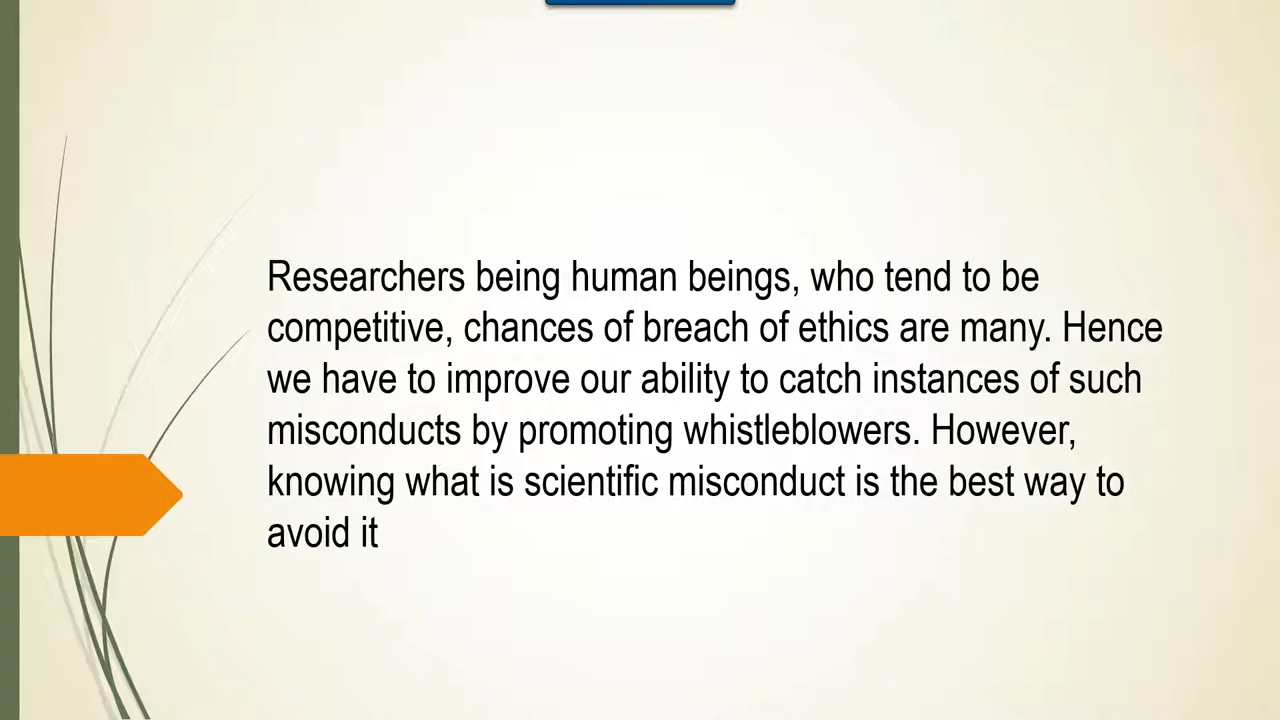 Researchers being human beings, who tend to be
competitive, chances of breach of ethics are many. Hence
we have to improve our ability to catch instances of such
misconducts by promoting whistleblowers. However,
knowing what is scientific misconduct is the best way to
avoid it